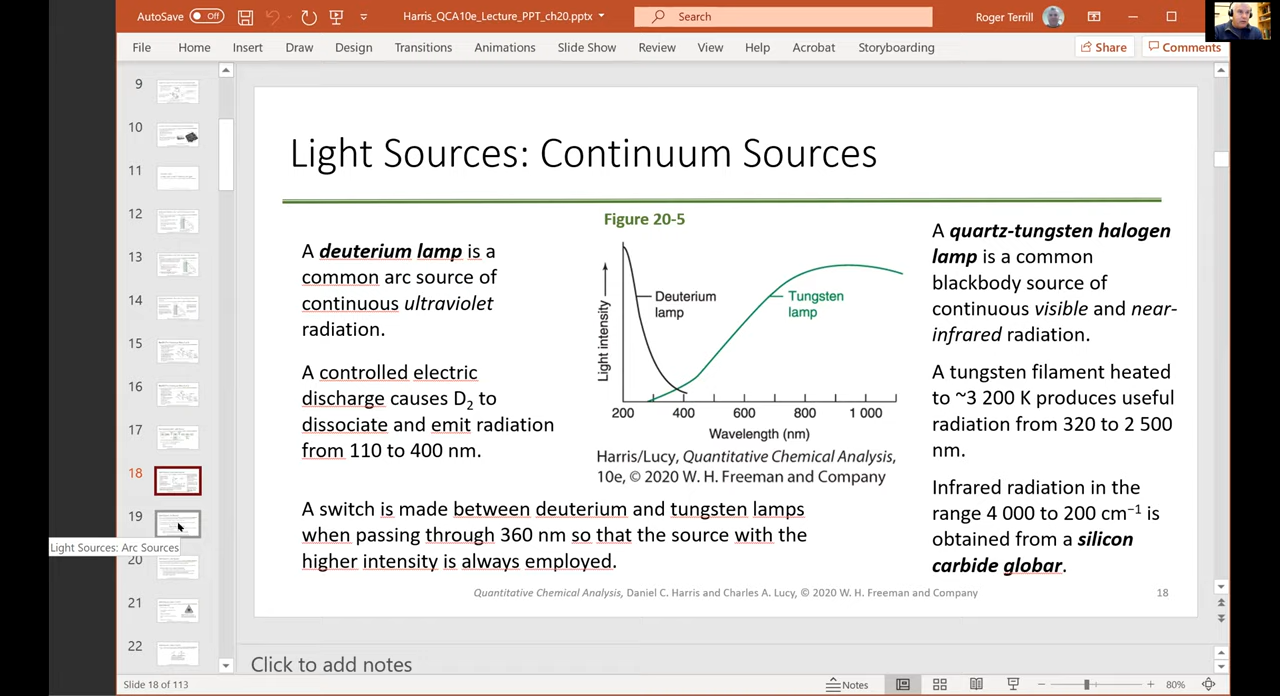 AutoSave Off
Harris_QCA10e_Lecture_PPT_ch20.pptx
Search
Roger Terrill
File Home Insert Draw Design Transitions Animations Slide Show Review View Help Acrobat Storyboarding
Share
Comments
9
10
11
12
13
14
15
16
17
18
19
Light Sources: Arc Sources
20
21
22
Light Sources: Continuum Sources
A deuterium lamp is a
common arc source of
continuous ultraviolet
radiation.
A controlled electric
discharge causes D2 to
dissociate and emit radiation
from 110 to 400 nm.
Figure 20-5
Light intensity
Deuterium
lamp
Tungsten
lamp
200 400 600 800 1 000
Wavelength (nm)
Harris/Lucy, Quantitative Chemical Analysis,
10e, © 2020 W. H. Freeman and Company
A switch is made between deuterium and tungsten lamps
when passing through 360 nm so that the source with the
higher intensity is always employed.
A quartz-tungsten halogen
lamp is a common
blackbody source of
continuous visible and near-
infrared radiation.
A tungsten filament heated
to ~3 200 K produces useful
radiation from 320 to 2 500
nm.
Infrared radiation in the
range 4 000 to 200 cm−1 is
obtained from a silicon
carbide globar.
Quantitative Chemical Analysis, Daniel C. Harris and Charles A. Lucy, © 2020 W. H. Freeman and Company
18
Click to add notes
Slide 18 of 113
Notes
80%